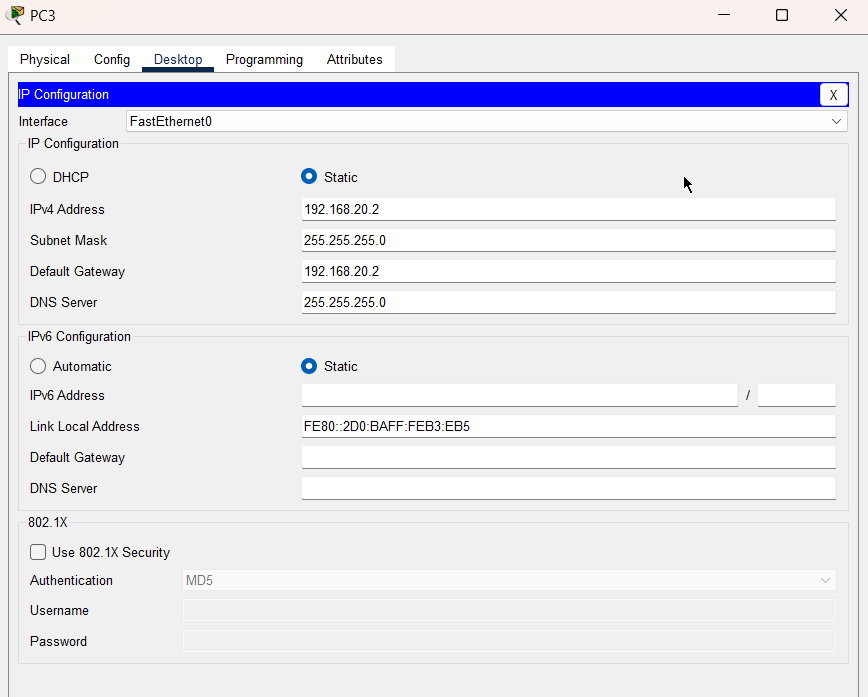 PC3
Physical Config Desktop Programming Attributes
IP Configuration X
Interface FastEthernet0
IP Configuration
DHCP Static
IPv4 Address 192.168.20.2
Subnet Mask 255.255.255.0
Default Gateway 192.168.20.2
DNS Server 255.255.255.0
IPv6 Configuration
Automatic Static
IPv6 Address /
Link Local Address FE80::2D0:BAFF:FEB3:EB5
Default Gateway
DNS Server
802.1X
Use 802.1X Security
Authentication MD5
Username
Password